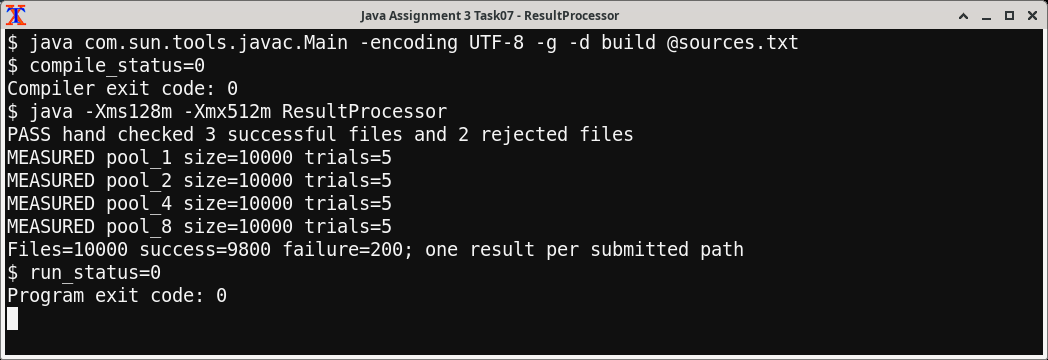 Java Assignment 3 Task07 - ResultProcessor
$ java com.sun.tools.javac.Main -encoding UTF-8 -g -d build @sources.txt
$ compile_status=0
Compiler exit code: 0
$ java -Xms128m -Xmx512m ResultProcessor
PASS hand checked 3 successful files and 2 rejected files
MEASURED pool_1 size=10000 trials=5
MEASURED pool_2 size=10000 trials=5
MEASURED pool_4 size=10000 trials=5
MEASURED pool_8 size=10000 trials=5
Files=10000 success=9800 failure=200; one result per submitted path
$ run_status=0
Program exit code: 0